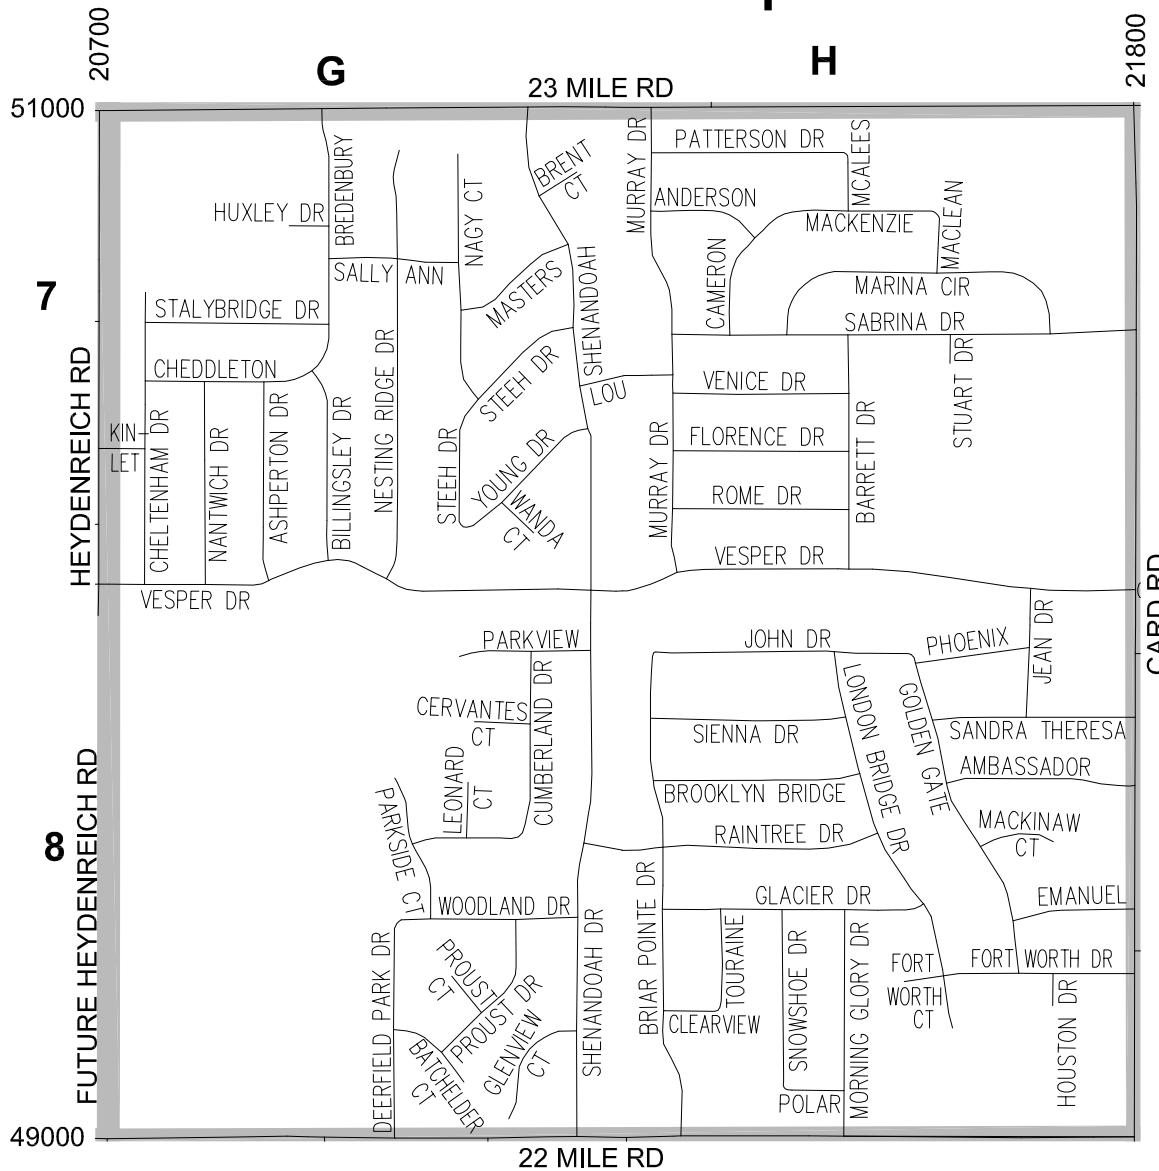 20700
21800
G
H
23 MILE RD
51000
PATTERSON DR
BREDENBURY
BRENT
CT
MURRAY DR
MCALEES
ANDERSON
NAGY CT
HUXLEY DR
MACKENZIE
MACLEAN
CAMERON
SALLY ANN
MASTERS
SHENANDOAH
MARINA CIR
7
STALYBRIDGE DR
SABRINA DR
STUART DR
HEYDENREICH RD
CHEDDLETON
NESTING RIDGE DR
STEEH DR
LOU
VENICE DR
KIN
LET
CHELTENHAM DR
NANTWICH DR
ASHPERTON DR
BILLINGSLEY DR
STEEH DR
YOUNG DR
WANDA
CT
MURRAY DR
FLORENCE DR
BARRETT DR
ROME DR
VESPER DR
VESPER DR
CARD RD
PARKVIEW
JOHN DR
PHOENIX
JEAN DR
CERVANTES
CT
CUMBERLAND DR
LONDON BRIDGE DR
GOLDEN GATE
SIENNA DR
SANDRA THERESA
LEONARD
CT
AMBASSADOR
FUTURE HEYDENREICH RD
PARKSIDE CT
BROOKLYN BRIDGE
MACKINAW
CT
8
RAINTREE DR
WOODLAND DR
GLACIER DR
EMANUEL
BRIAR POINTE DR
DEERFIELD PARK DR
PROUST
CT
PROUST DR
SHENANDOAH DR
TOURAINE
SNOWSHOE DR
MORNING GLORY DR
FORT
WORTH
CT
FORT WORTH DR
CLEARVIEW
GLENVIEW
CT
BATCHELDER
CT
HOUSTON DR
POLAR
49000
22 MILE RD